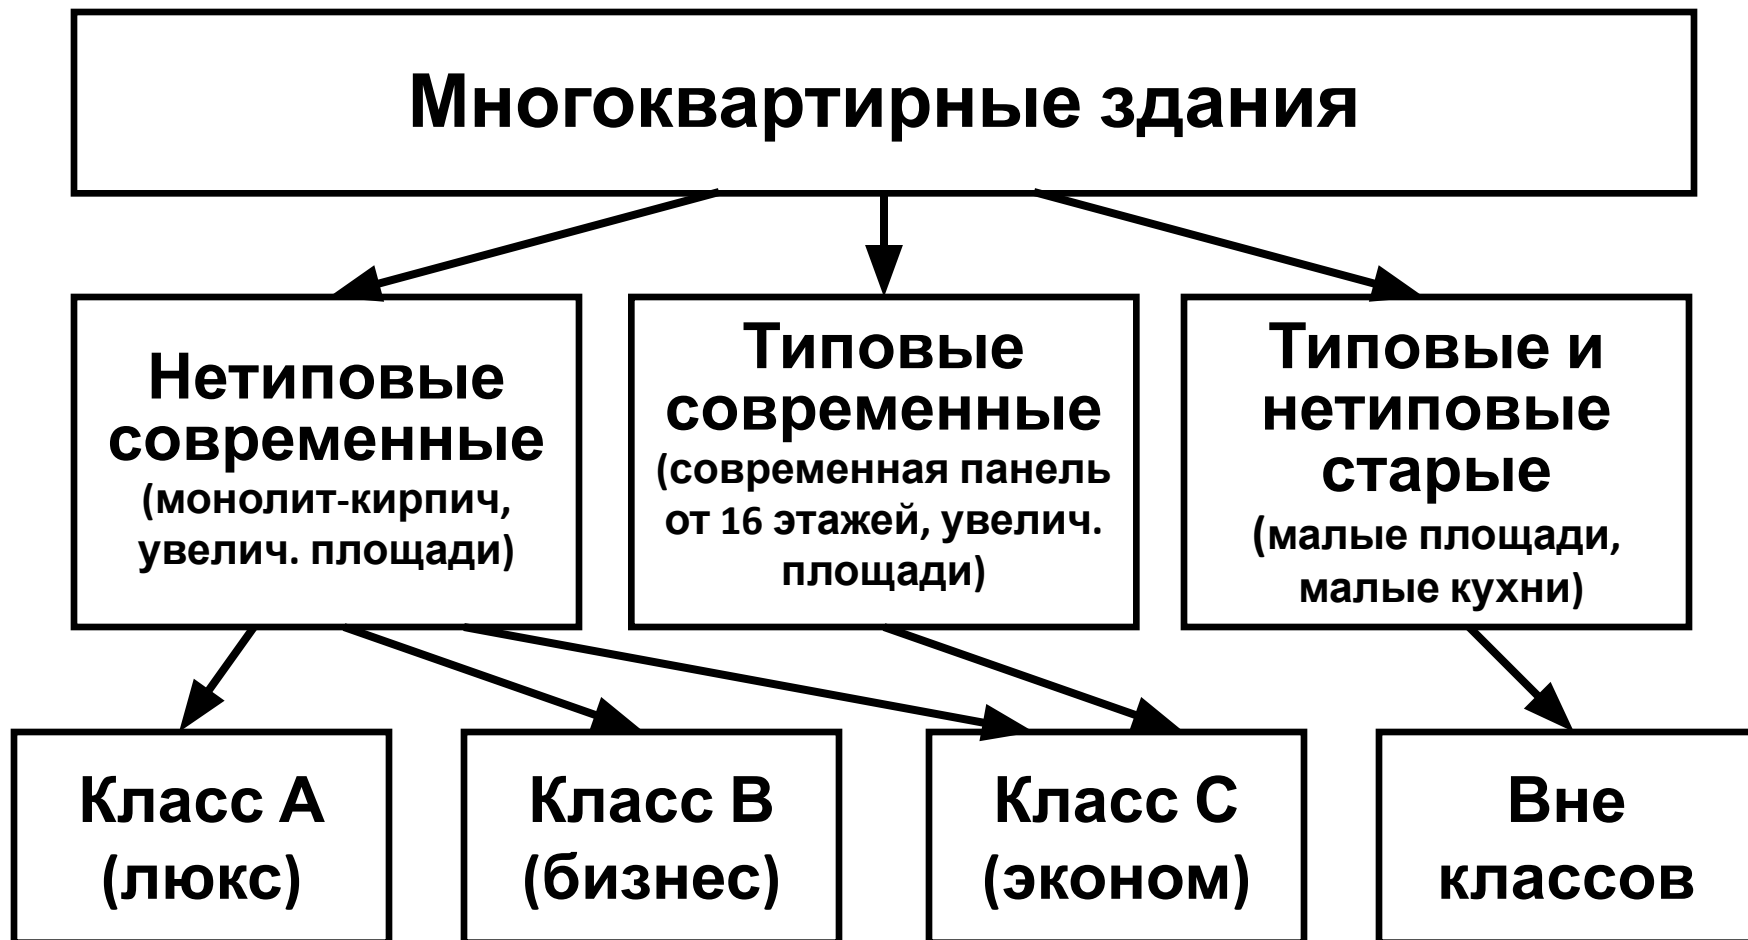 Многоквартирные здания
Нетиповые
современные
(монолит-кирпич,
увелич. площади)
Типовые
современные
(современная панель
от 16 этажей, увелич.
площади)
Типовые и
нетиповые
старые
(малые площади,
малые кухни)
Класс А
(люкс)
Класс В
(бизнес)
Класс С
(эконом)
Вне
классов